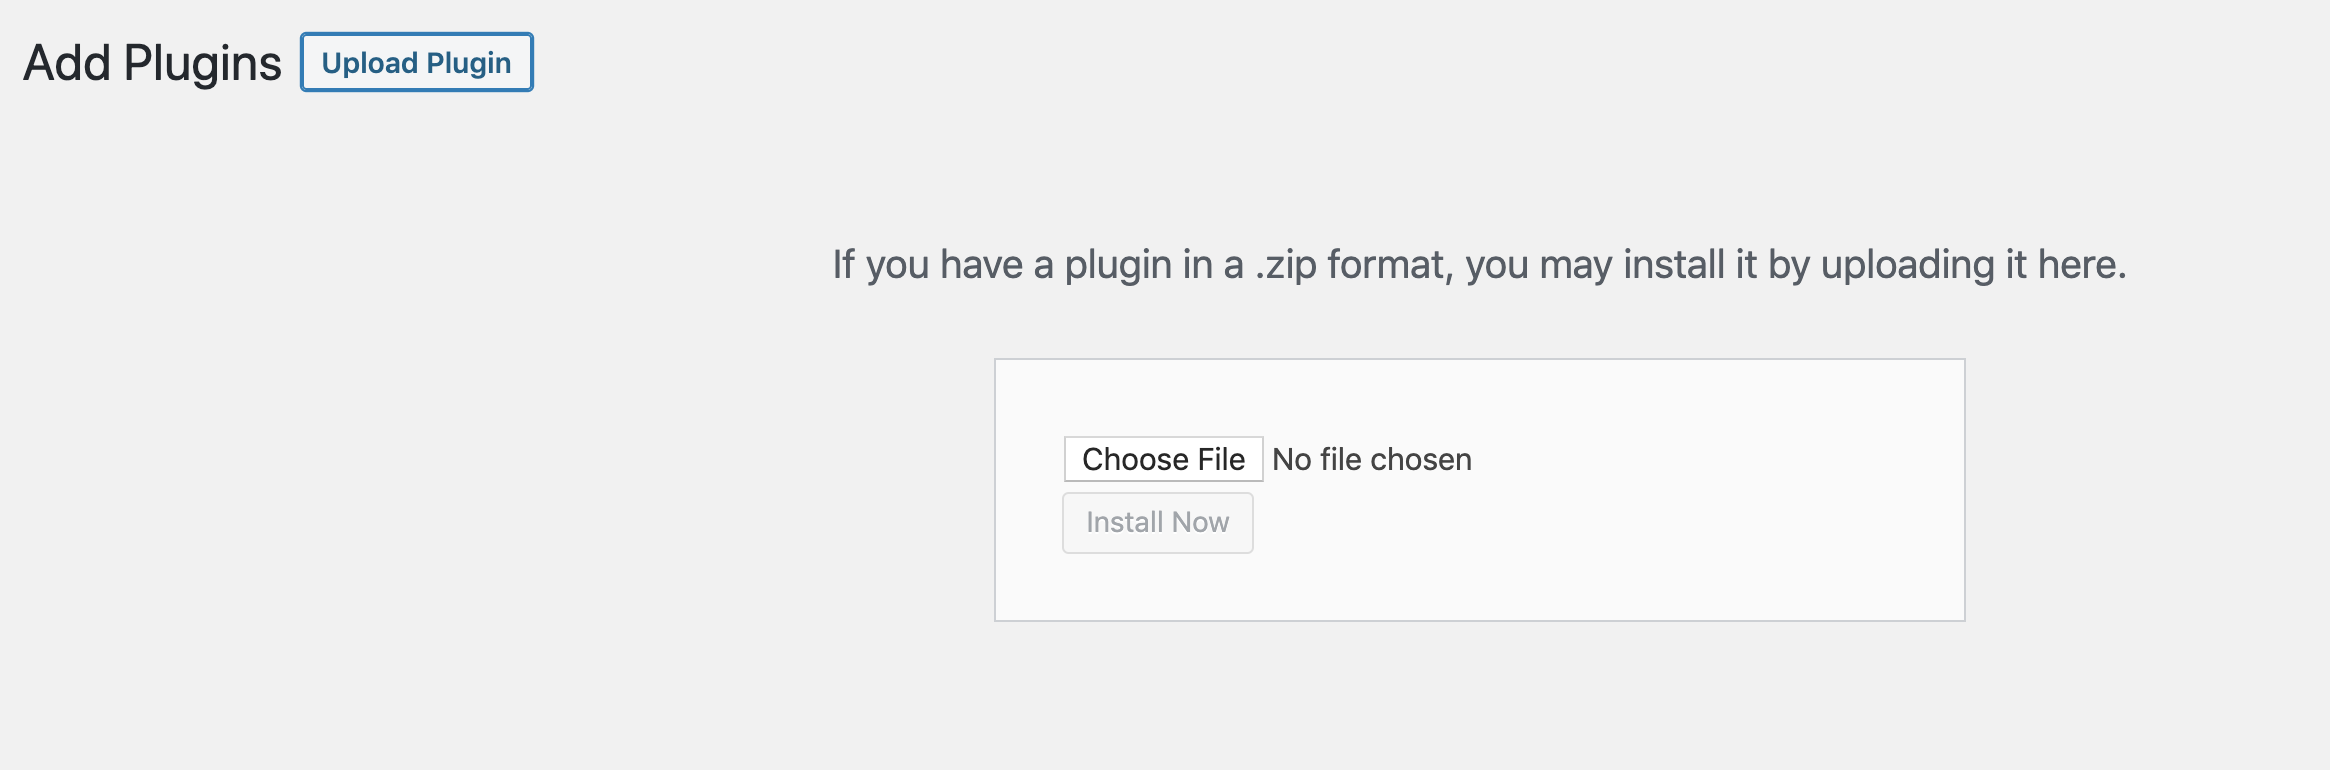 Add Plugins
Upload Plugin
If you have a plugin in a .zip format, you may install it by uploading it here.
Choose File No file chosen
Install Now